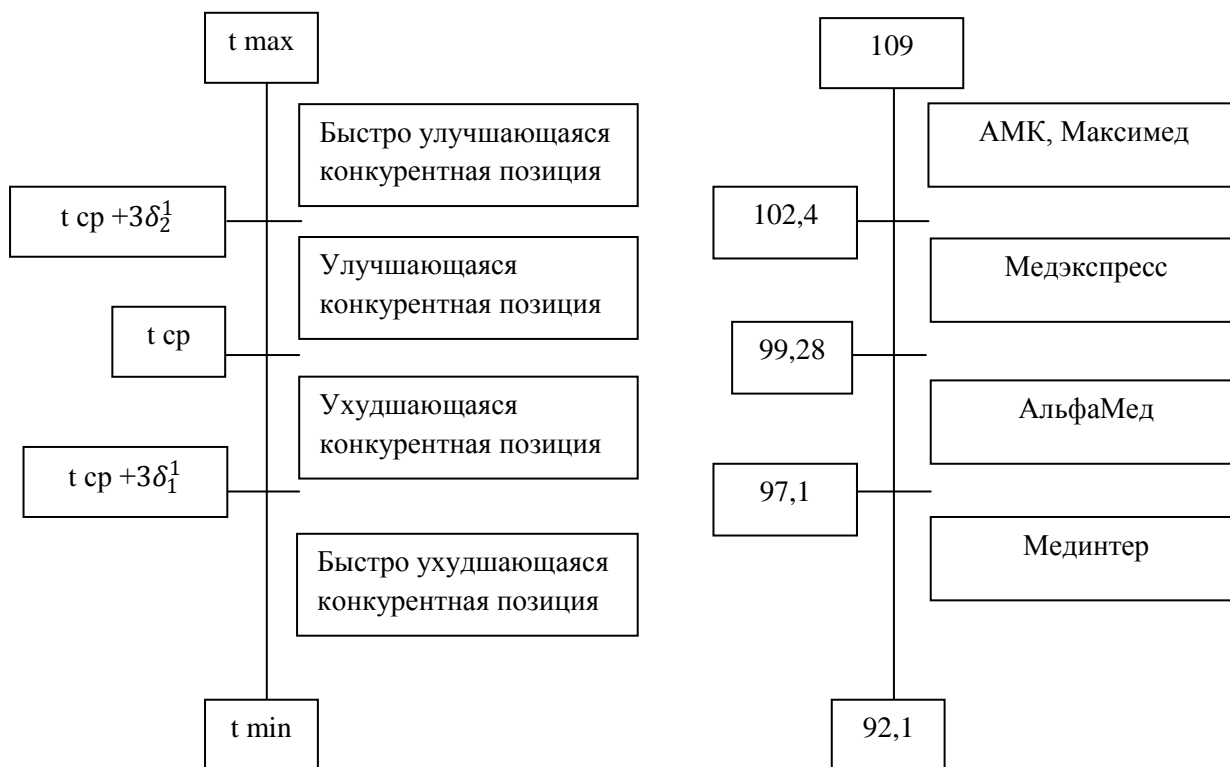 t max
Быстро улучшающаяся
конкурентная позиция
t ср +3δ₂¹
Улучшающаяся
конкурентная позиция
t ср
Ухудшающаяся
конкурентная позиция
t ср +3δ₁¹
Быстро ухудшающаяся
конкурентная позиция
t min
109
АМК, Максимед
102,4
Медэкспресс
99,28
АльфаМед
97,1
Мединтер
92,1